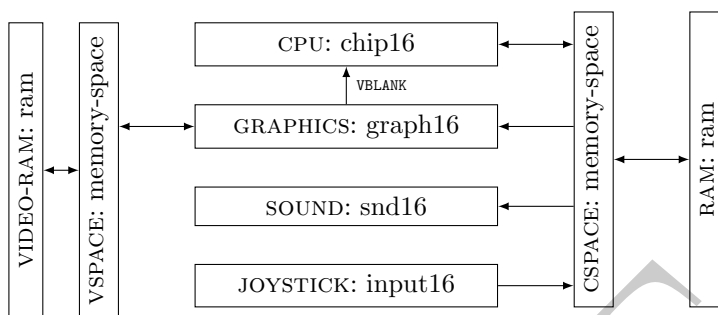 VIDEO-RAM: ram
VSPACE: memory-space
CPU: chip16
VBLANK
GRAPHICS: graph16
SOUND: snd16
JOYSTICK: input16
CSPACE: memory-space
RAM: ram